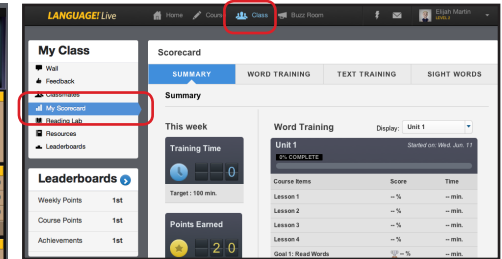 LANGUAGE! Live
Home
Course
Class
Buzz Room
Elijah Martin
LEVEL 2
My Class
Wall
Feedback
Classmates
My Scorecard
Reading Lab
Resources
Leaderboards
Leaderboards
Weekly Points 1st
Course Points 1st
Achievements 1st
Scorecard
SUMMARY WORD TRAINING TEXT TRAINING SIGHT WORDS
Summary
This week
Training Time
0
Target : 100 min.
Points Earned
2 0
Word Training Display: Unit 1
Unit 1 Started on: Wed. Jun. 11
0% COMPLETE
Course Items Score Time
Lesson 1 -- % -- min.
Lesson 2 -- % -- min.
Lesson 3 -- % -- min.
Lesson 4 -- % -- min.
Goal 1: Read Words -- % -- min.